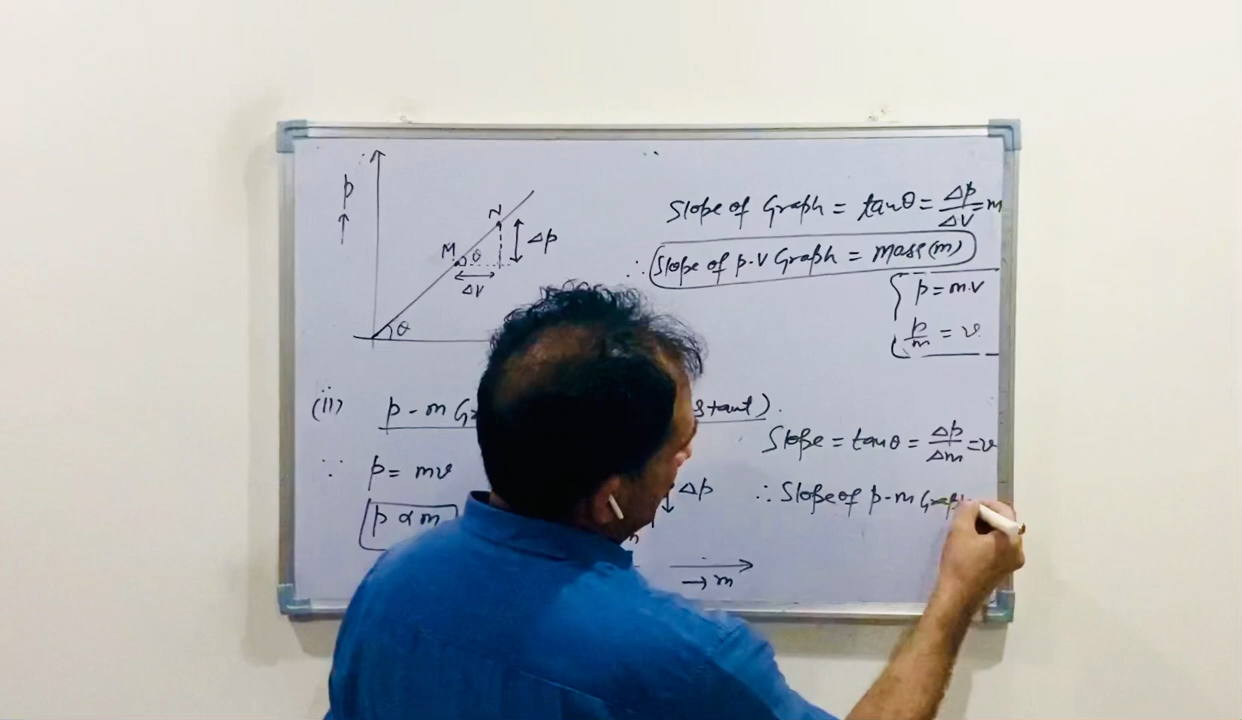 p
N
M θ Δp
ΔV
θ
Slope of Graph = tanθ = Δp/ΔV = m
∴ Slope of p-v Graph = mass(m)
p = m.v
p/m = v
(ii) p - m
∵ p = mv
p ∝ m
Δp
→ m
Slope = tanθ = Δp/Δm = v
∴ Slope of p-m Graph